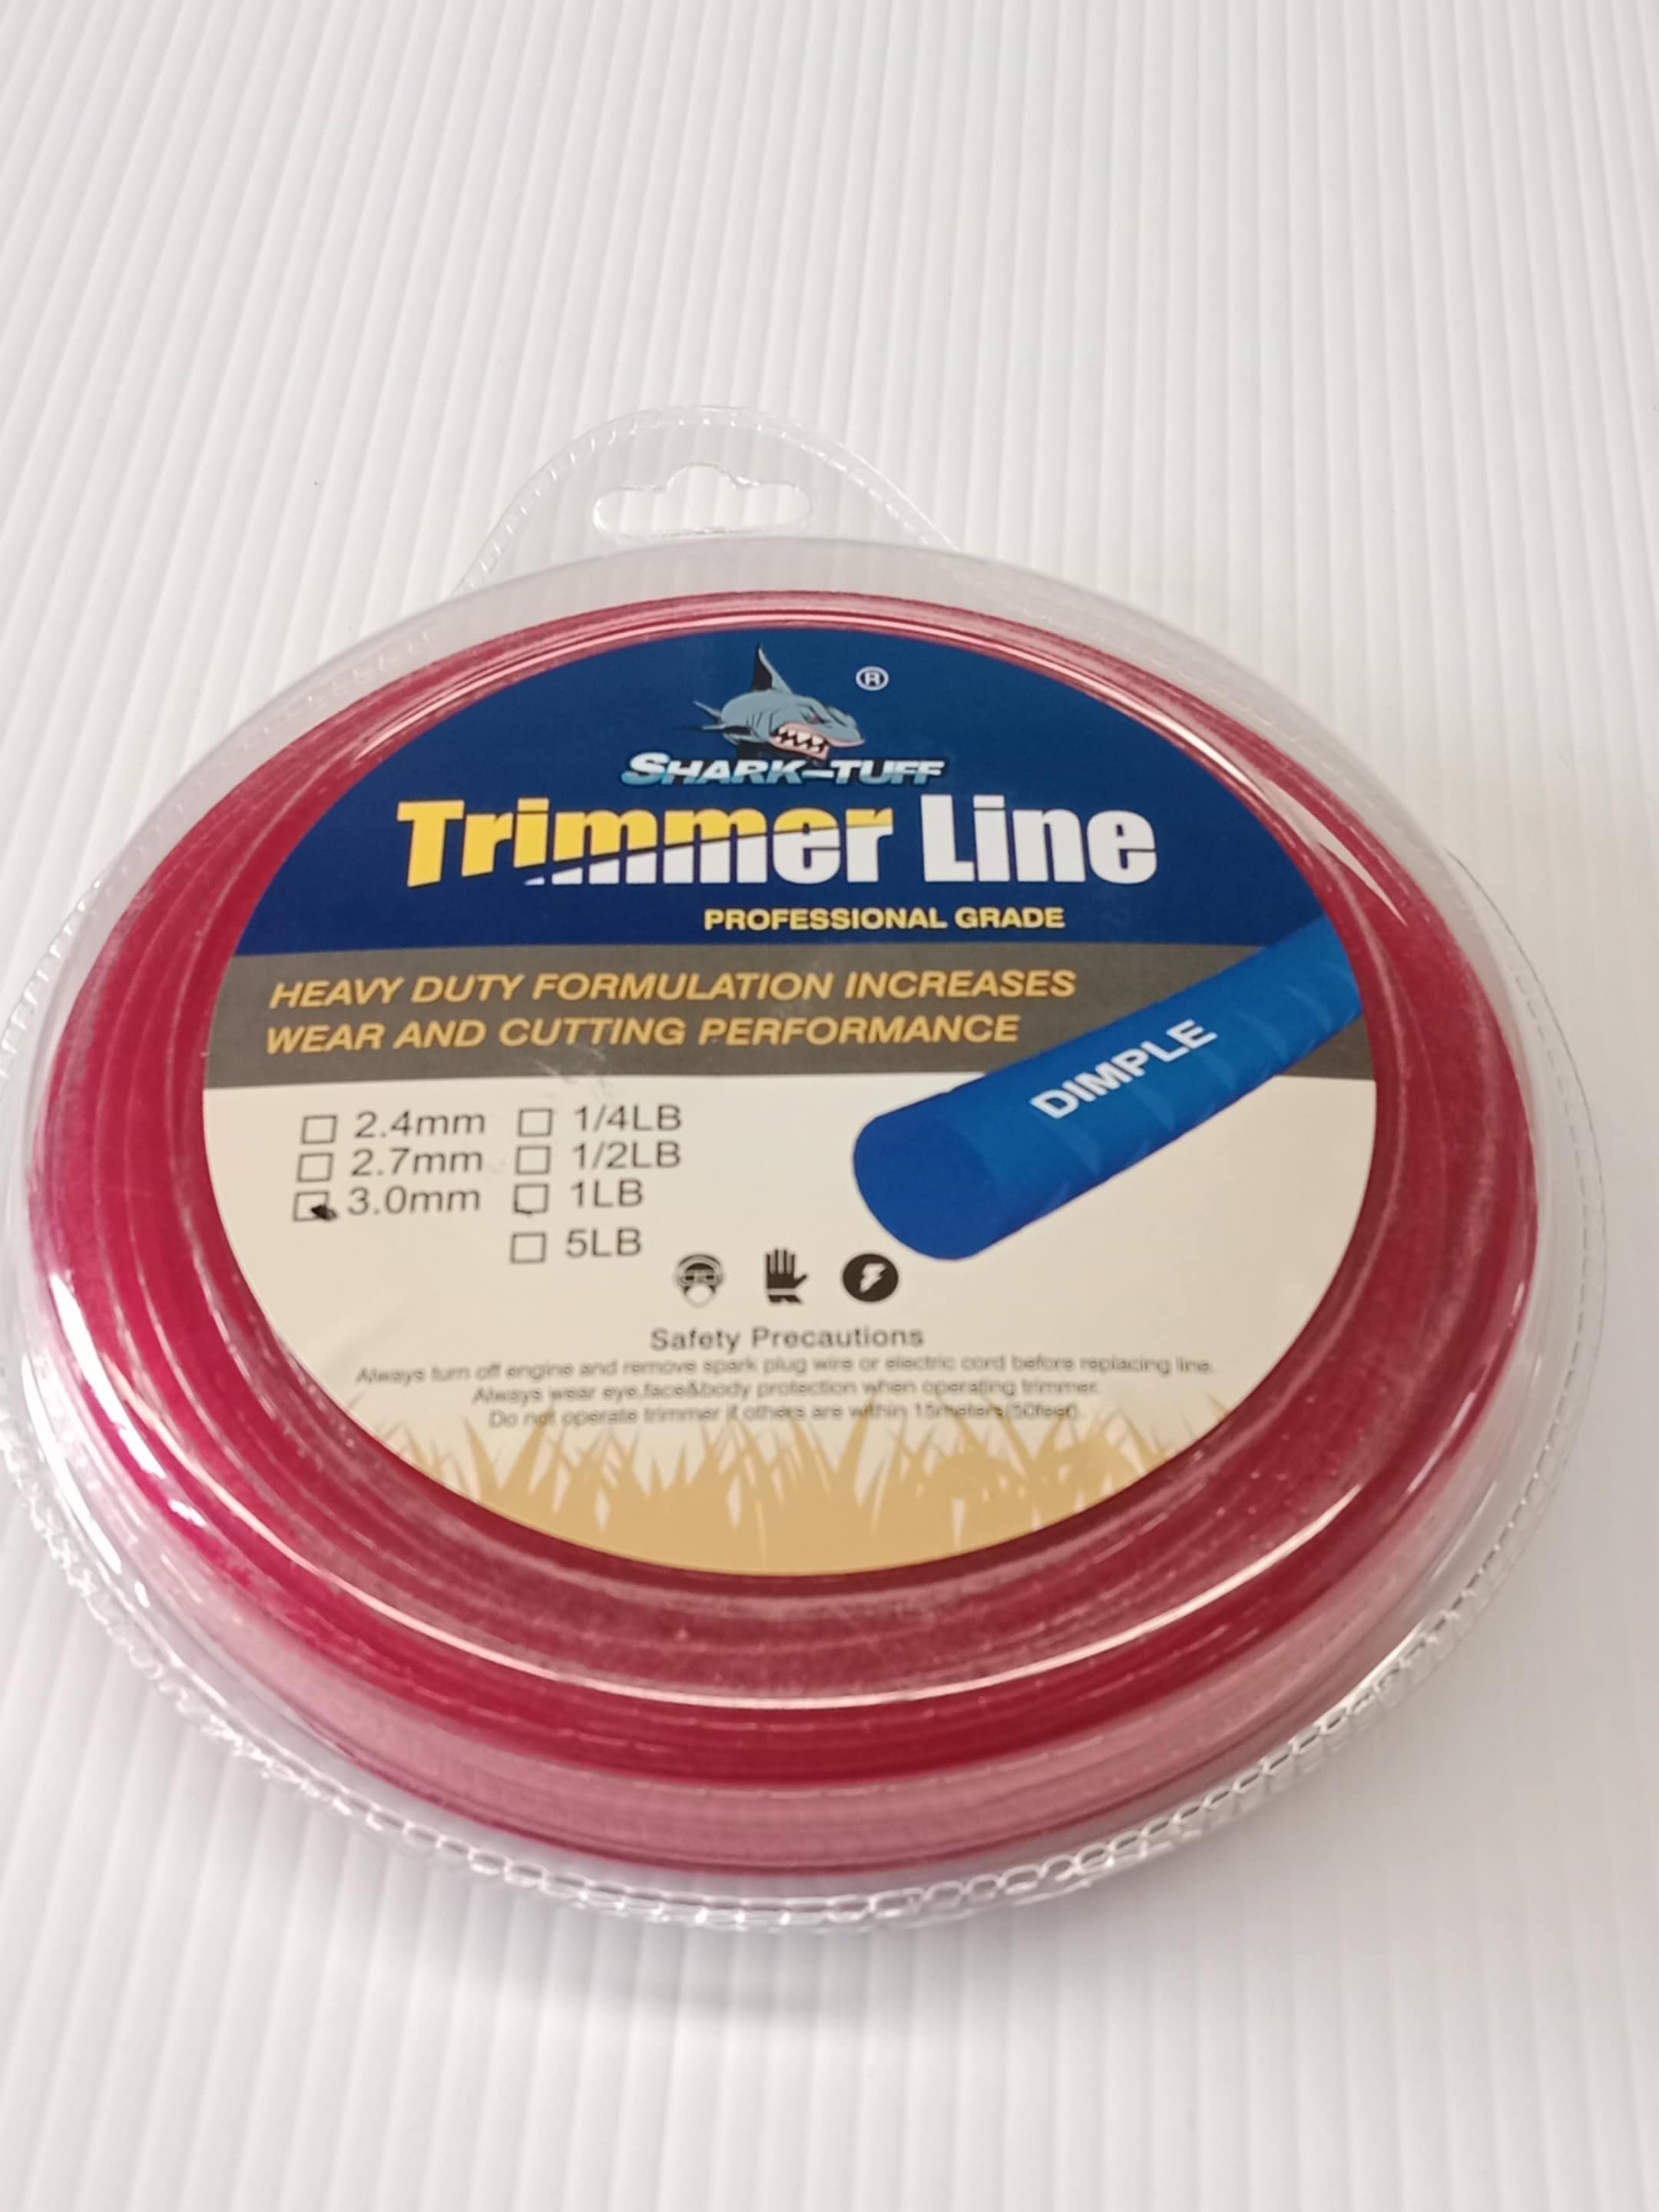 ®
SHARK-TUFF
Trimmer Line
PROFESSIONAL GRADE
HEAVY DUTY FORMULATION INCREASES
WEAR AND CUTTING PERFORMANCE
DIMPLE
2.4mm 1/4LB
2.7mm 1/2LB
3.0mm 1LB
5LB
Safety Precautions
Always turn off engine and remove spark plug wire or electric cord before replacing line.
Always wear eye,face&body protection when operating trimmer.
Do not operate trimmer if others are within 15meters(50feet).